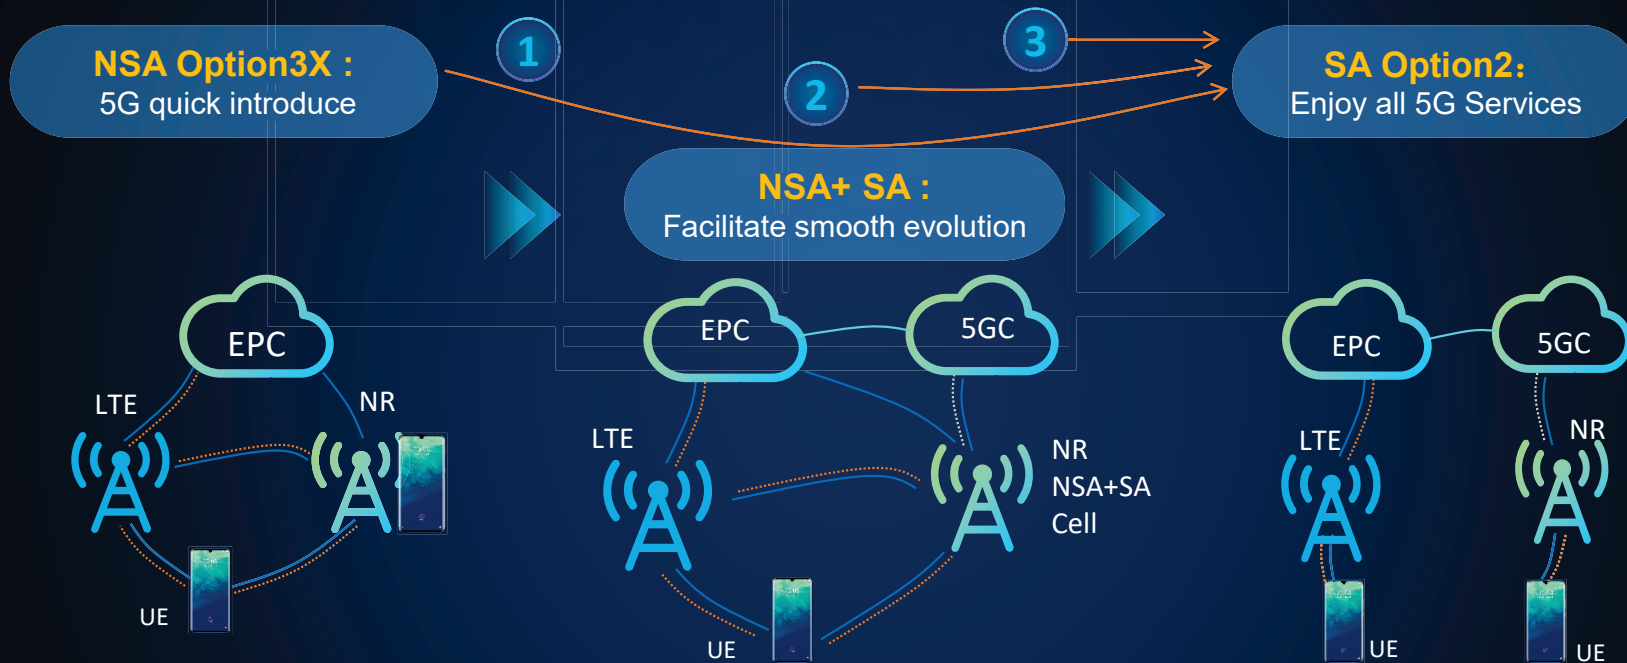 NSA Option3X :
5G quick introduce
1
2
3
SA Option2：
Enjoy all 5G Services
NSA+ SA :
Facilitate smooth evolution
EPC
LTE
NR
UE
EPC
5GC
LTE
NR
NSA+SA
Cell
UE
EPC
5GC
LTE
NR
UE
UE